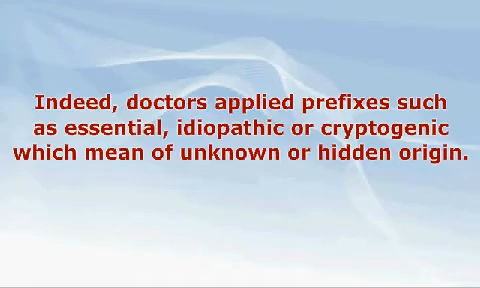 Indeed, doctors applied prefixes such
as essential, idiopathic or cryptogenic
which mean of unknown or hidden origin.